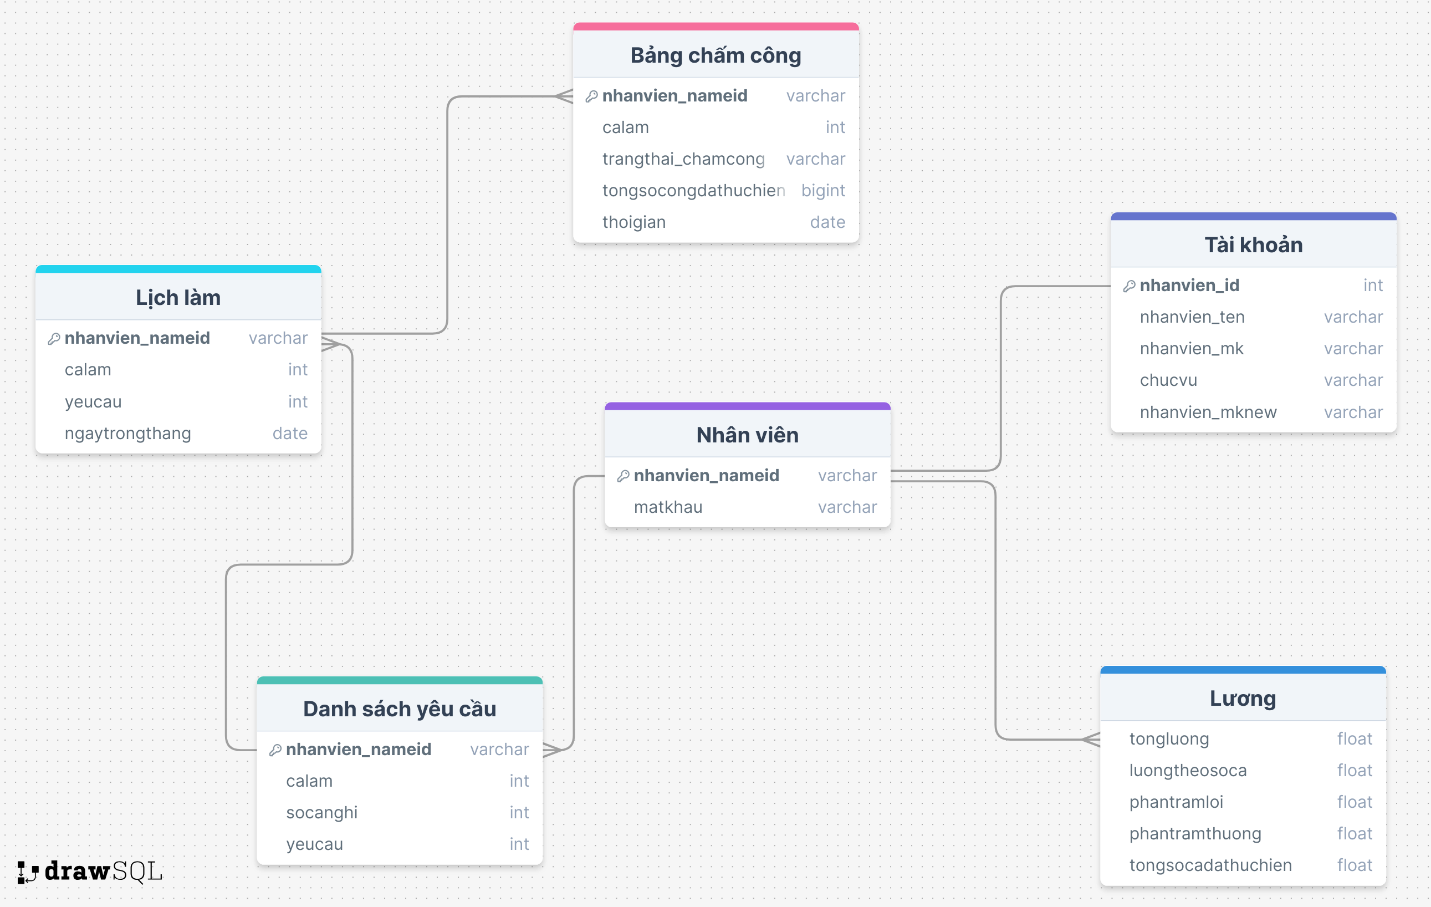 Bảng chấm công
nhanvien_nameid varchar
calam int
trangthai_chamcong varchar
tongsocongdathuchien bigint
thoigian date
Tài khoản
nhanvien_id int
nhanvien_ten varchar
nhanvien_mk varchar
chucvu varchar
nhanvien_mknew varchar
Lịch làm
nhanvien_nameid varchar
calam int
yeucau int
ngaytrongthang date
Nhân viên
nhanvien_nameid varchar
matkhau varchar
Danh sách yêu cầu
nhanvien_nameid varchar
calam int
socanghi int
yeucau int
Lương
tongluong float
luongtheosoca float
phantramloi float
phantramthuong float
tongsocadathuchien float
drawSQL